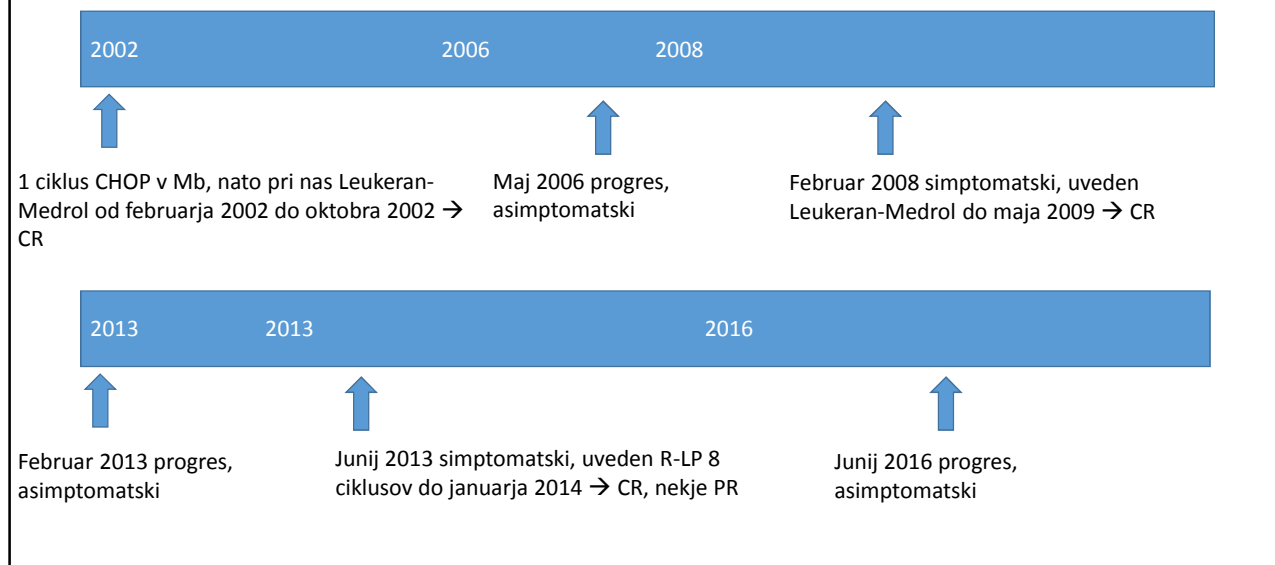 2002 2006 2008
1 ciklus CHOP v Mb, nato pri nas Leukeran-
Medrol od februarja 2002 do oktobra 2002 →
CR
Maj 2006 progres,
asimptomatski
Februar 2008 simptomatski, uveden
Leukeran-Medrol do maja 2009 → CR
2013 2013 2016
Februar 2013 progres,
asimptomatski
Junij 2013 simptomatski, uveden R-LP 8
ciklusov do januarja 2014 → CR, nekje PR
Junij 2016 progres,
asimptomatski